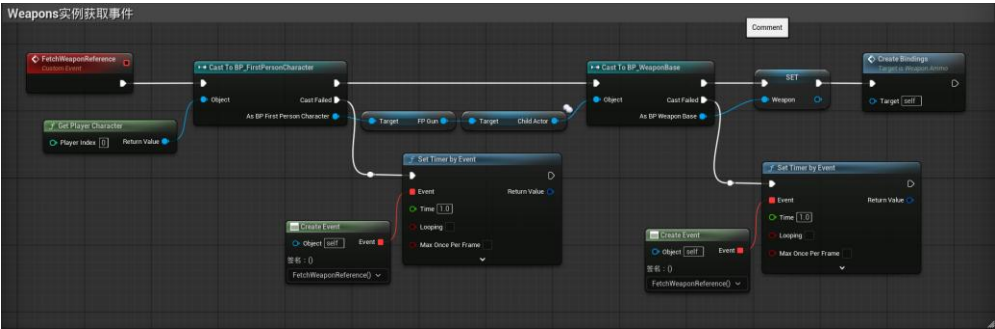 Weapons实例获取事件
Comment
FetchWeaponReference
Custom Event
Cast To BP_FirstPersonCharacter
Object
Cast Failed
As BP First Person Character
Get Player Character
Player Index 0 Return Value
Target FP Gun
Target Child Actor
Cast To BP_WeaponBase
Object
Cast Failed
As BP Weapon Base
SET
Weapon
Create Bindings
Target is Weapon Ammo
Target self
Set Timer by Event
Event Return Value
Time 1.0
Looping
Max Once Per Frame
Create Event
Object self Event
签名：()
FetchWeaponReference()
Set Timer by Event
Event Return Value
Time 1.0
Looping
Max Once Per Frame
Create Event
Object self Event
签名：()
FetchWeaponReference()